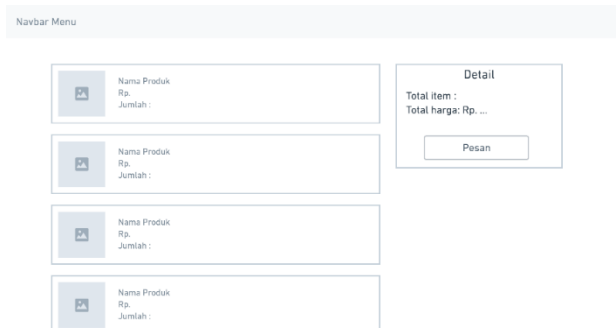 Navbar Menu
Nama Produk
Rp.
Jumlah :
Nama Produk
Rp.
Jumlah :
Nama Produk
Rp.
Jumlah :
Nama Produk
Rp.
Jumlah :
Detail
Total item :
Total harga: Rp. ...
Pesan